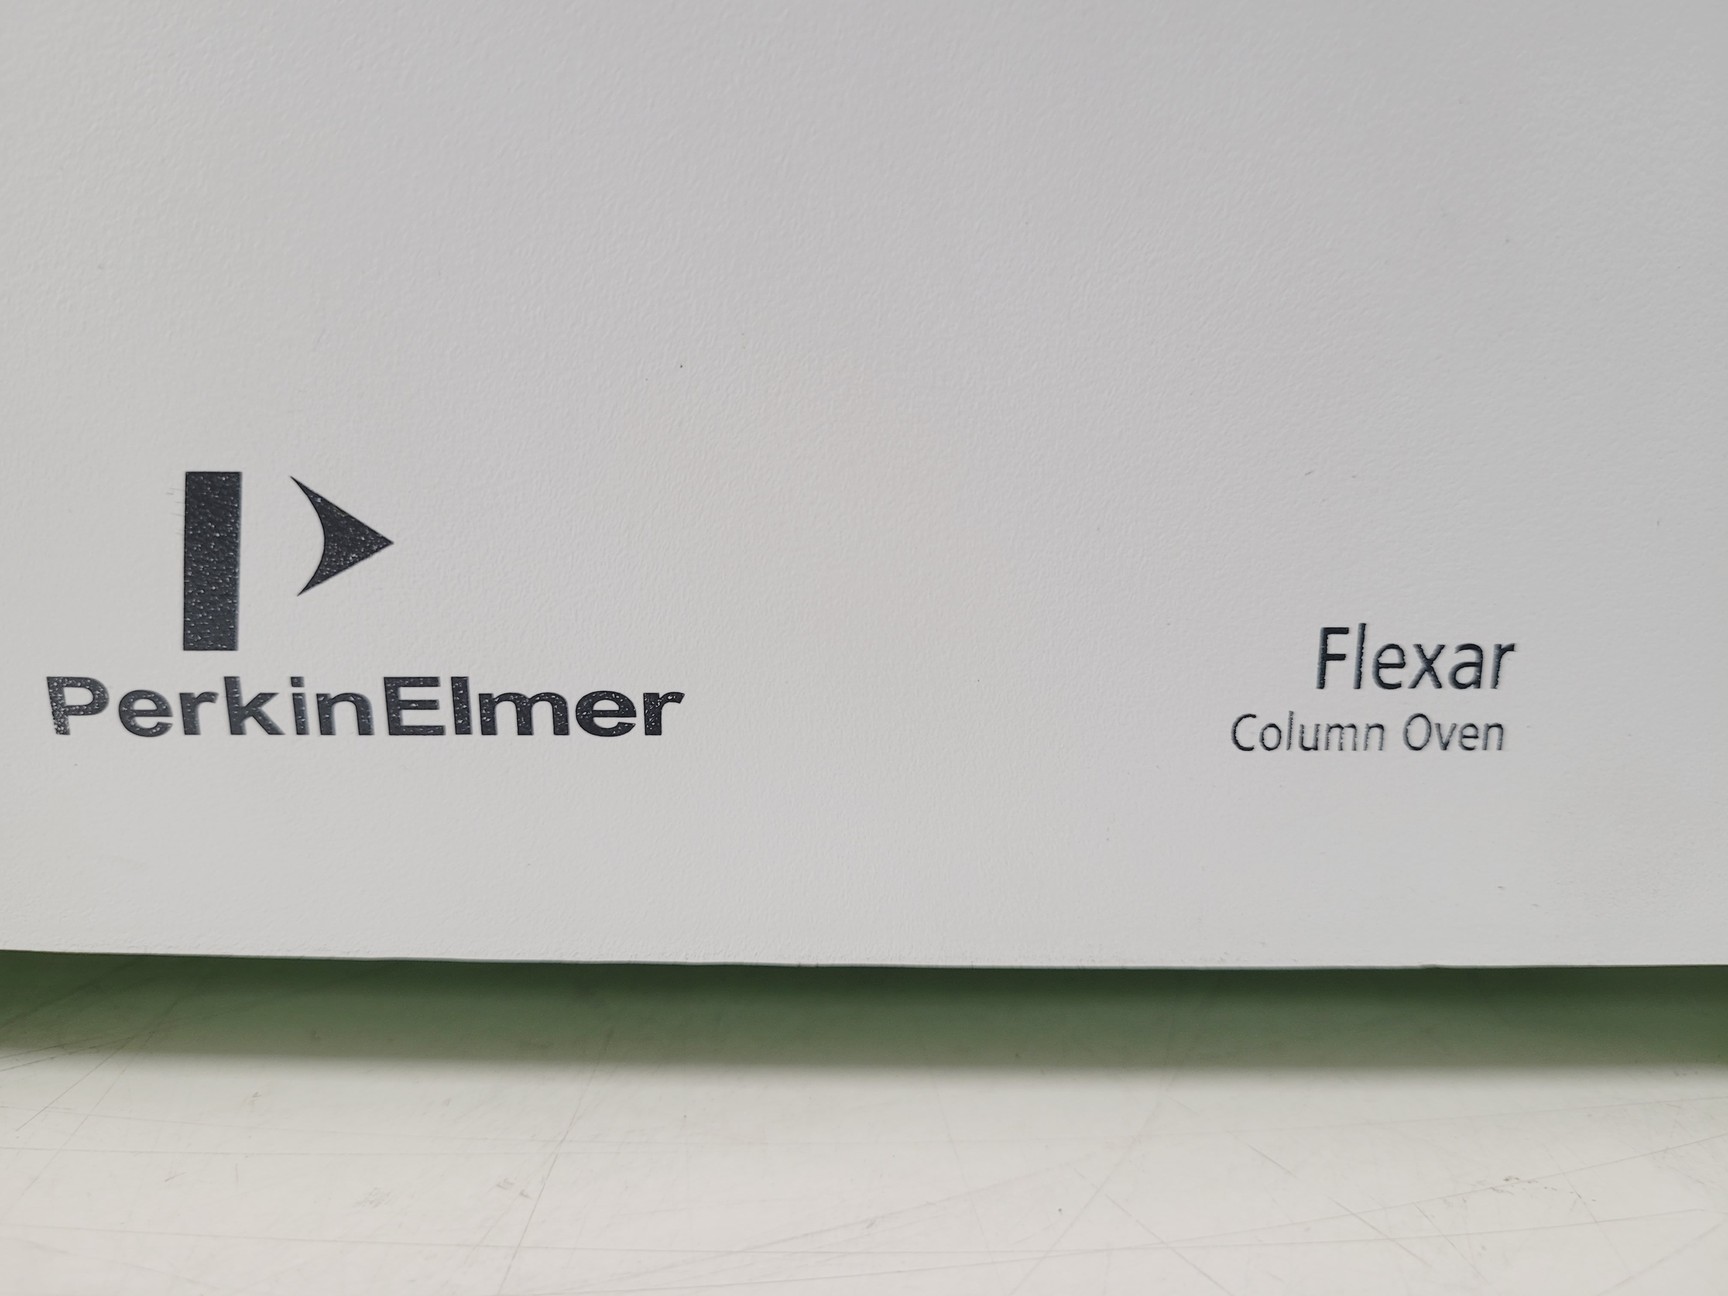 PerkinElmer
Flexar
Column Oven